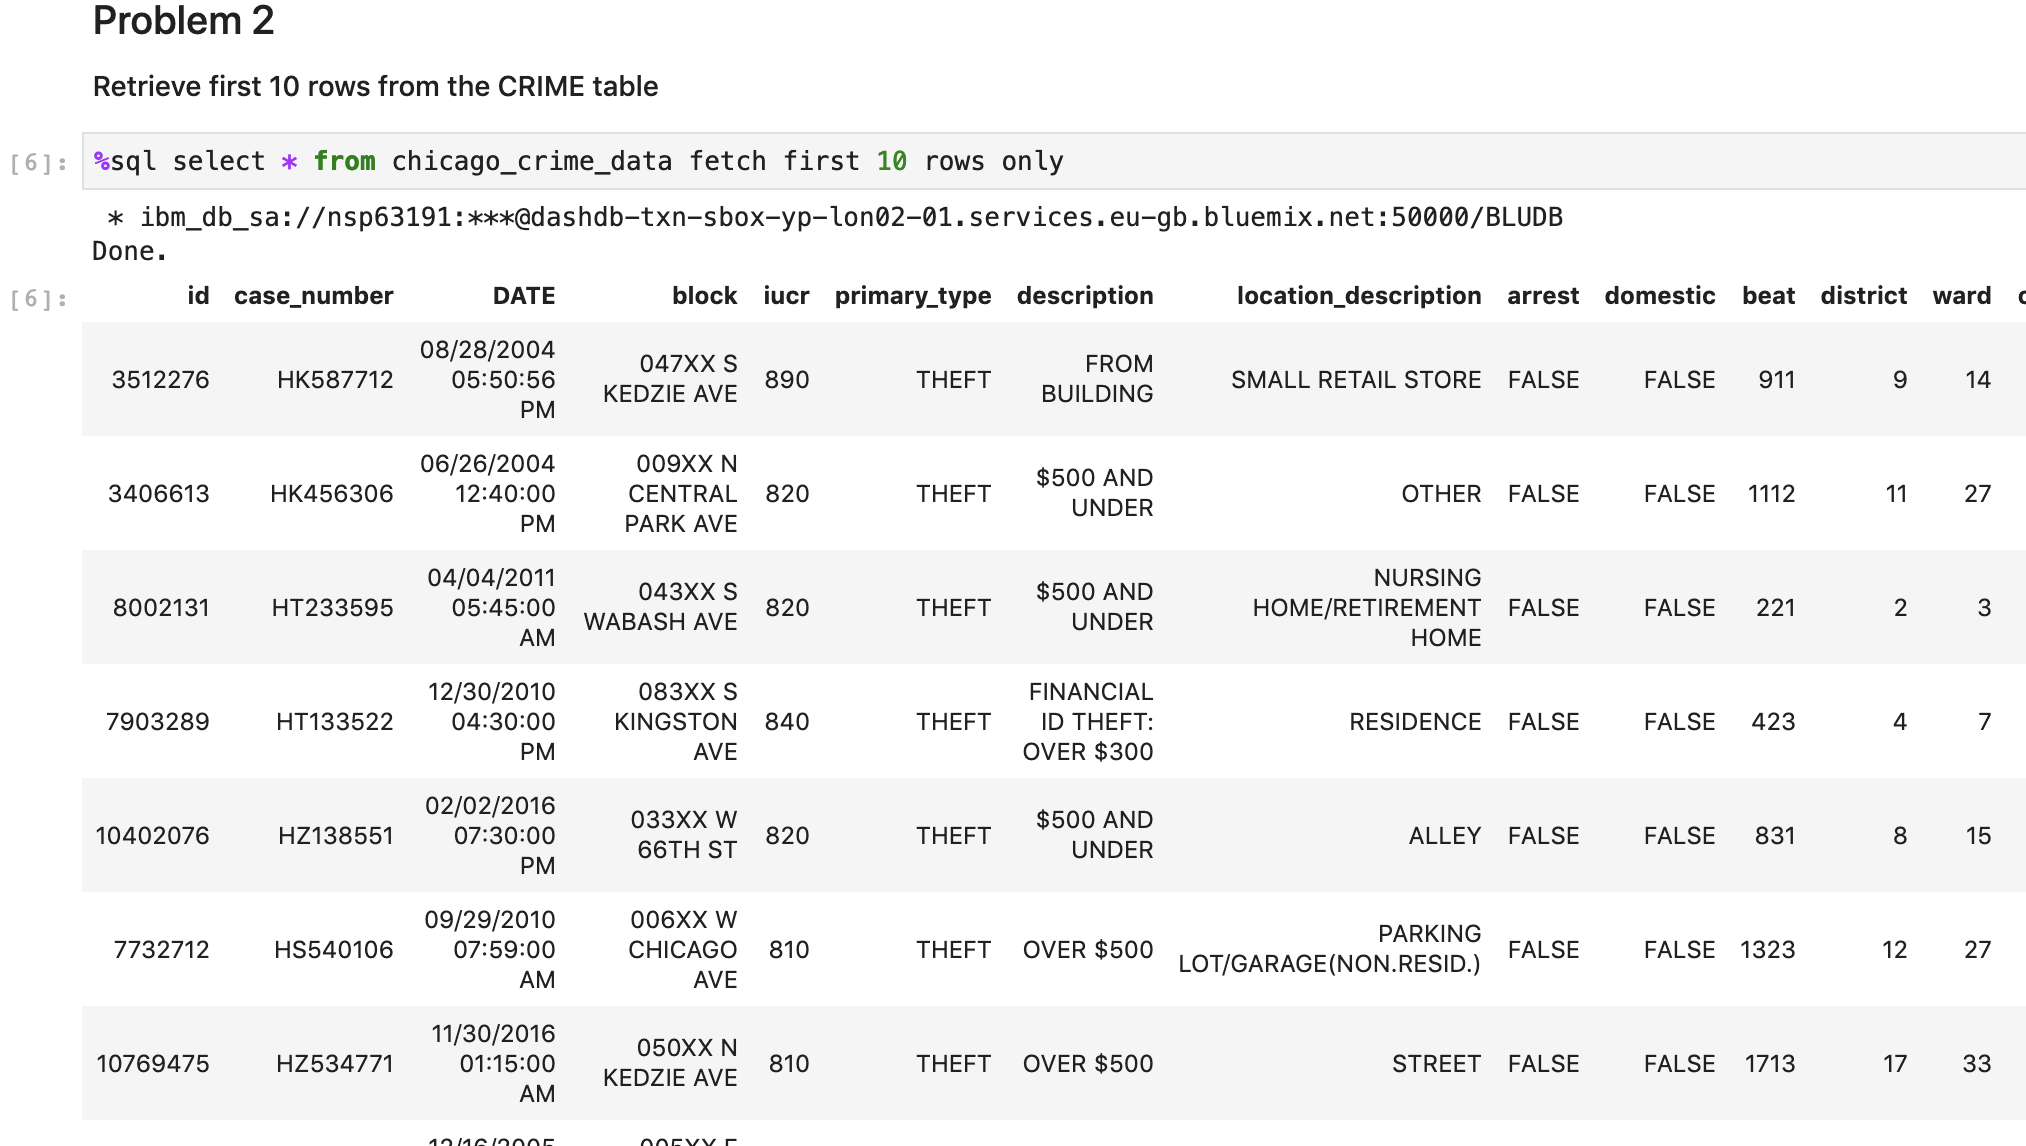 Problem 2
Retrieve first 10 rows from the CRIME table
[6]: %sql select * from chicago_crime_data fetch first 10 rows only
* ibm_db_sa://nsp63191:***@dashdb-txn-sbox-yp-lon02-01.services.eu-gb.bluemix.net:50000/BLUDB
Done.
[6]: id case_number DATE block iucr primary_type description location_description arrest domestic beat district ward
3512276 HK587712 08/28/2004 05:50:56 PM 047XX S KEDZIE AVE 890 THEFT FROM BUILDING SMALL RETAIL STORE FALSE FALSE 911 9 14
3406613 HK456306 06/26/2004 12:40:00 PM 009XX N CENTRAL PARK AVE 820 THEFT $500 AND UNDER OTHER FALSE FALSE 1112 11 27
8002131 HT233595 04/04/2011 05:45:00 AM 043XX S WABASH AVE 820 THEFT $500 AND UNDER NURSING HOME/RETIREMENT HOME FALSE FALSE 221 2 3
7903289 HT133522 12/30/2010 04:30:00 PM 083XX S KINGSTON AVE 840 THEFT FINANCIAL ID THEFT: OVER $300 RESIDENCE FALSE FALSE 423 4 7
10402076 HZ138551 02/02/2016 07:30:00 PM 033XX W 66TH ST 820 THEFT $500 AND UNDER ALLEY FALSE FALSE 831 8 15
7732712 HS540106 09/29/2010 07:59:00 AM 006XX W CHICAGO AVE 810 THEFT OVER $500 PARKING LOT/GARAGE(NON.RESID.) FALSE FALSE 1323 12 27
10769475 HZ534771 11/30/2016 01:15:00 AM 050XX N KEDZIE AVE 810 THEFT OVER $500 STREET FALSE FALSE 1713 17 33